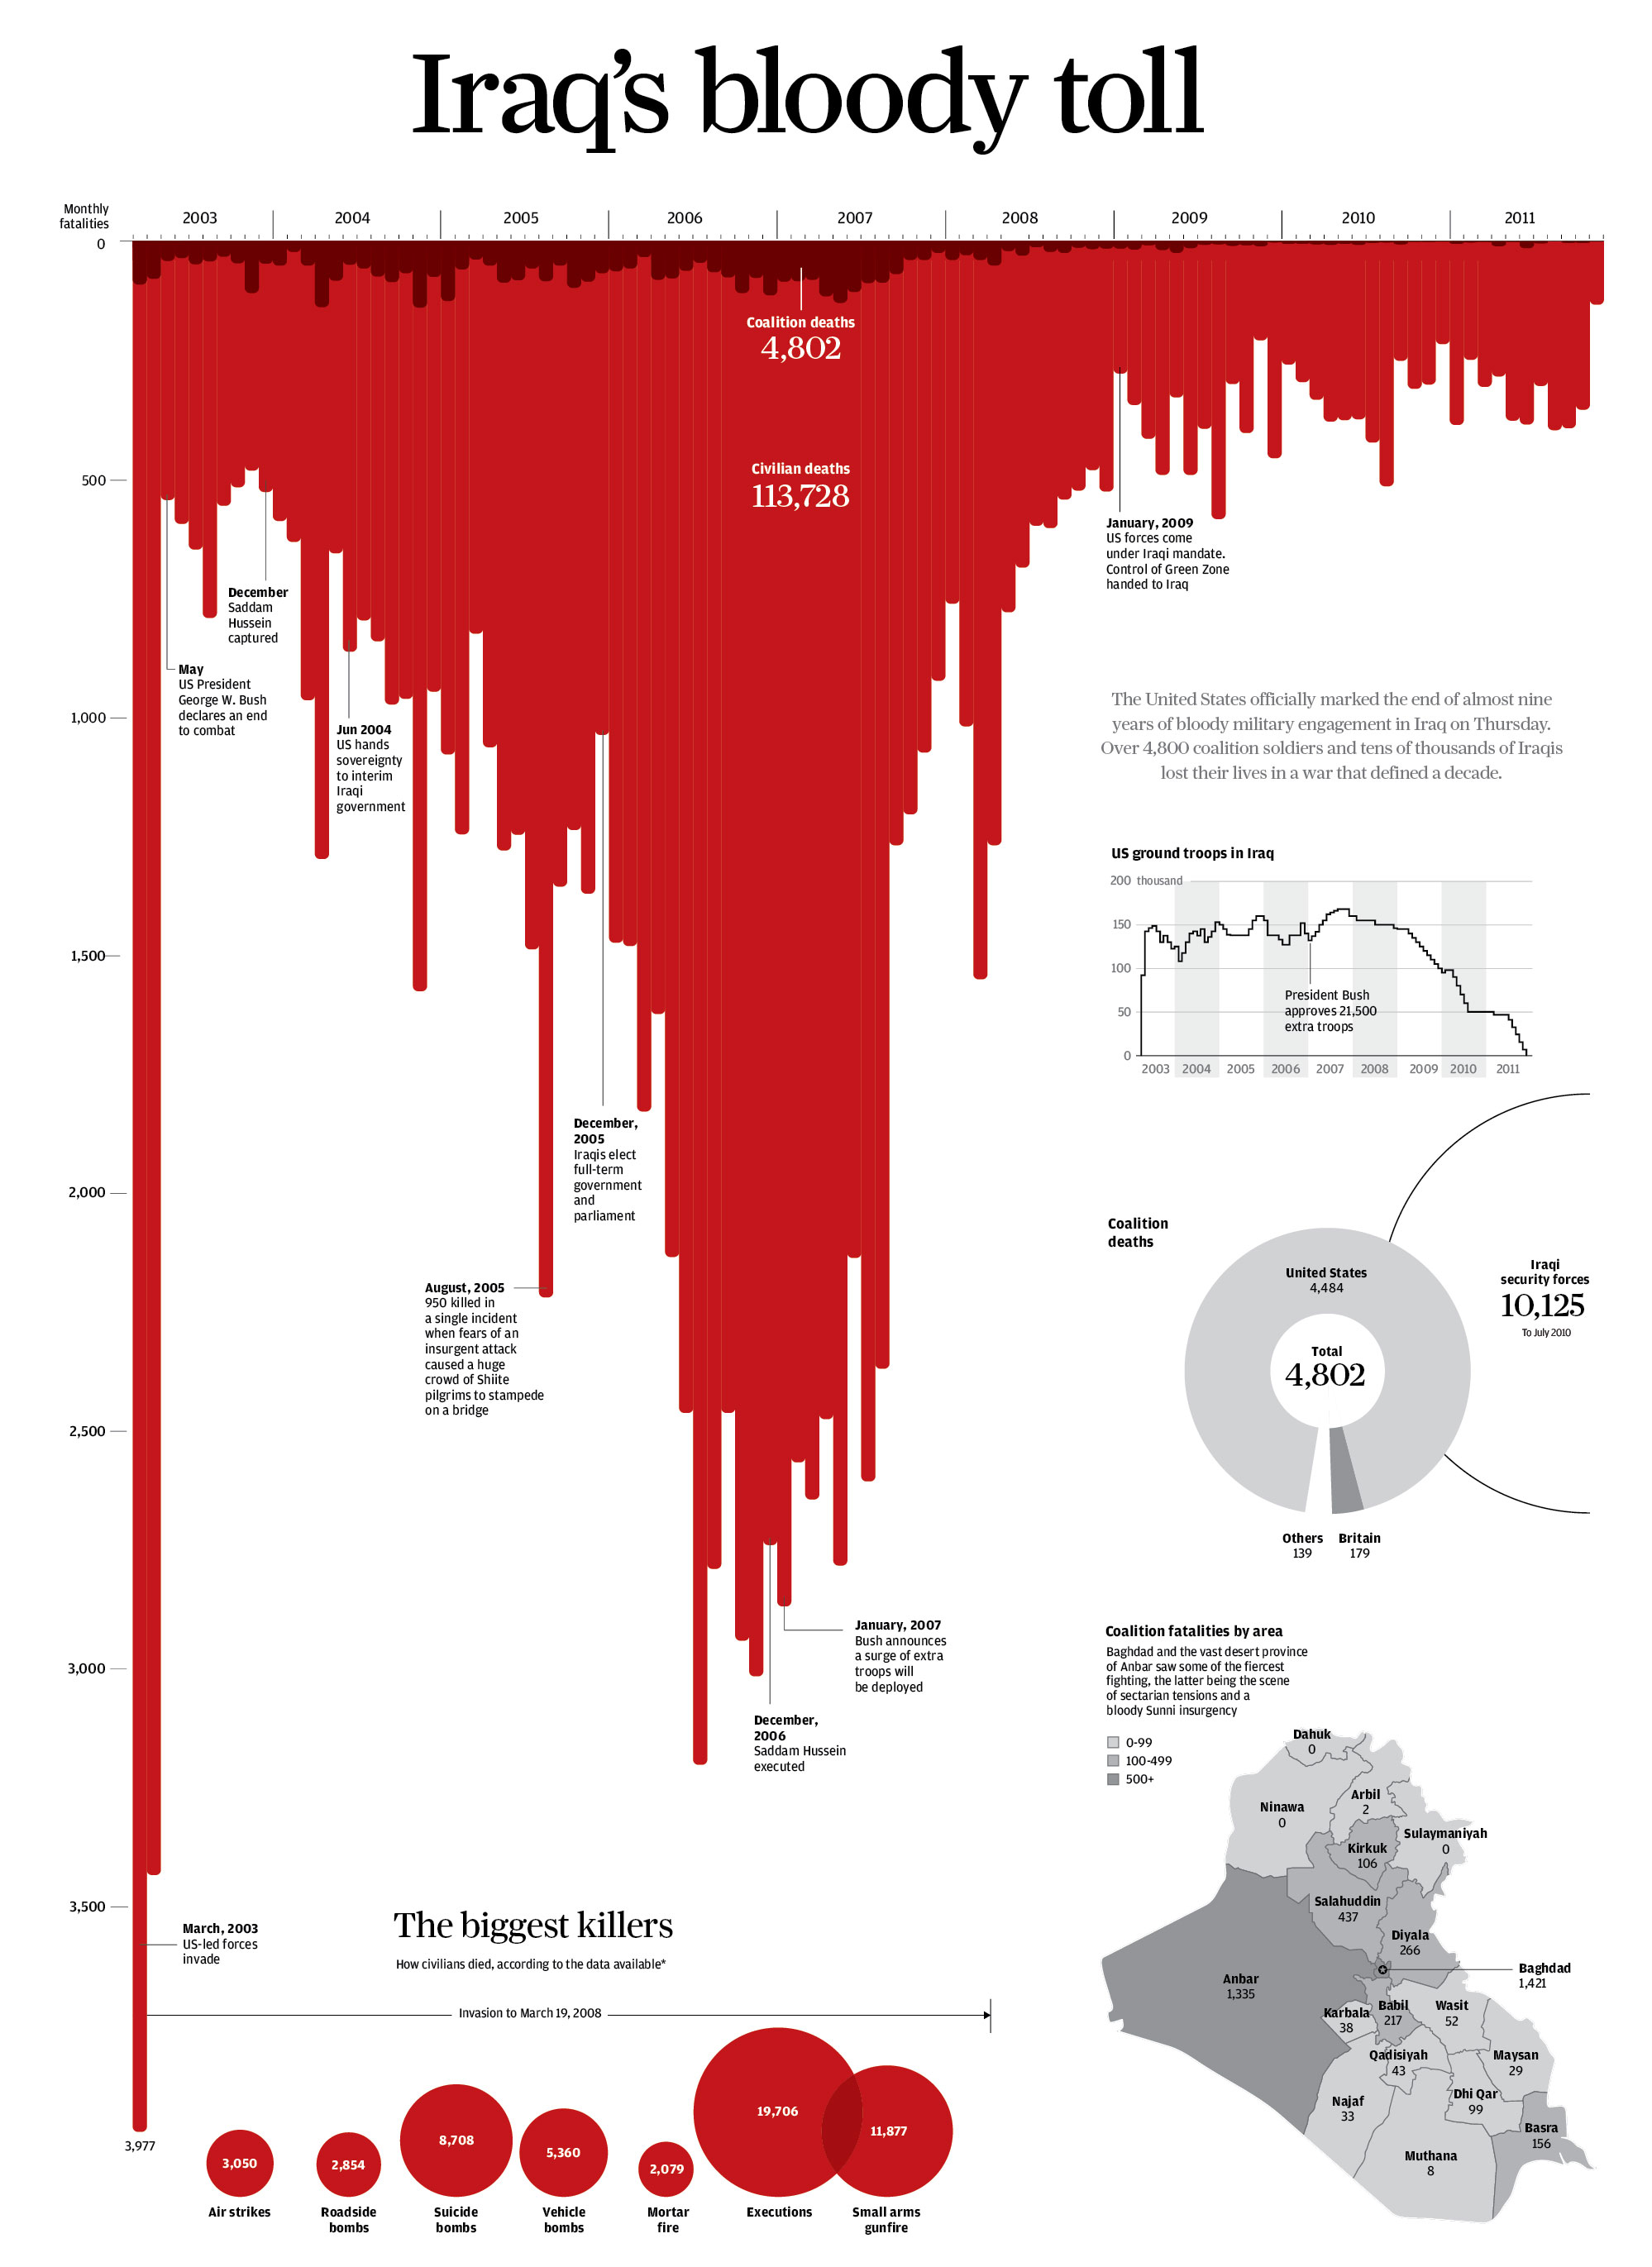 Iraq's bloody toll
Monthly
fatalities
2003
2004
2005
2006
2007
2008
2009
2010
2011
0
500
1,000
1,500
2,000
2,500
3,000
3,500
Coalition deaths
4,802
Civilian deaths
113,728
May
US President
George W. Bush
declares an end
to combat
December
Saddam
Hussein
captured
Jun 2004
US hands
sovereignty
to interim
Iraqi
government
August, 2005
950 killed in
a single incident
when fears of an
insurgent attack
caused a huge
crowd of Shiite
pilgrims to stampede
on a bridge
December,
2005
Iraqis elect
full-term
government
and
parliament
December,
2006
Saddam Hussein
executed
January, 2007
Bush announces
a surge of extra
troops will
be deployed
January, 2009
US forces come
under Iraqi mandate.
Control of Green Zone
handed to Iraq
March, 2003
US-led forces
invade
3,977
The United States officially marked the end of almost nine
years of bloody military engagement in Iraq on Thursday.
Over 4,800 coalition soldiers and tens of thousands of Iraqis
lost their lives in a war that defined a decade.
US ground troops in Iraq
200 thousand
150
100
50
0
President Bush
approves 21,500
extra troops
2003
2004
2005
2006
2007
2008
2009
2010
2011
Coalition
deaths
United States
4,484
Total
4,802
Others
139
Britain
179
Iraqi
security forces
10,125
To July 2010
Coalition fatalities by area
Baghdad and the vast desert province
of Anbar saw some of the fiercest
fighting, the latter being the scene
of sectarian tensions and a
bloody Sunni insurgency
0-99
100-499
500+
Dahuk
0
Ninawa
0
Arbil
2
Sulaymaniyah
0
Kirkuk
106
Salahuddin
437
Diyala
266
Baghdad
1,421
Anbar
1,335
Karbala
38
Babil
217
Wasit
52
Qadisiyah
43
Maysan
29
Najaf
33
Dhi Qar
99
Basra
156
Muthana
8
The biggest killers
How civilians died, according to the data available*
Invasion to March 19, 2008
3,050
Air strikes
2,854
Roadside
bombs
8,708
Suicide
bombs
5,360
Vehicle
bombs
2,079
Mortar
fire
19,706
Executions
11,877
Small arms
gunfire